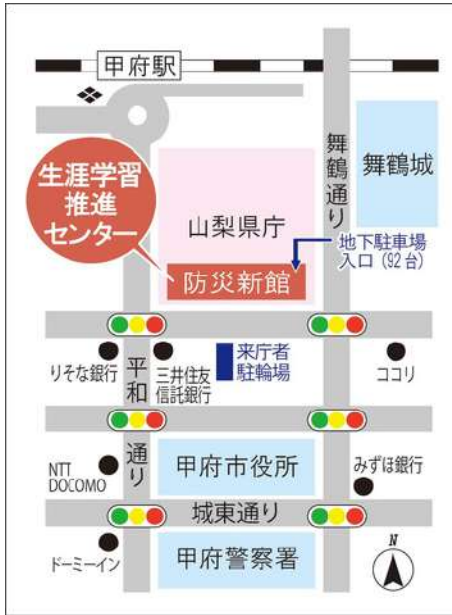 甲府駅
舞鶴通り
舞鶴城
生涯学習
推進
センター
山梨県庁
地下駐車場
入口(92台)
防災新館
りそな銀行
平和
通り
三井住友
信託銀行
来庁者
駐輪場
ココリ
NTT
DOCOMO
甲府市役所
みずほ銀行
城東通り
ドーミーイン
甲府警察署
N